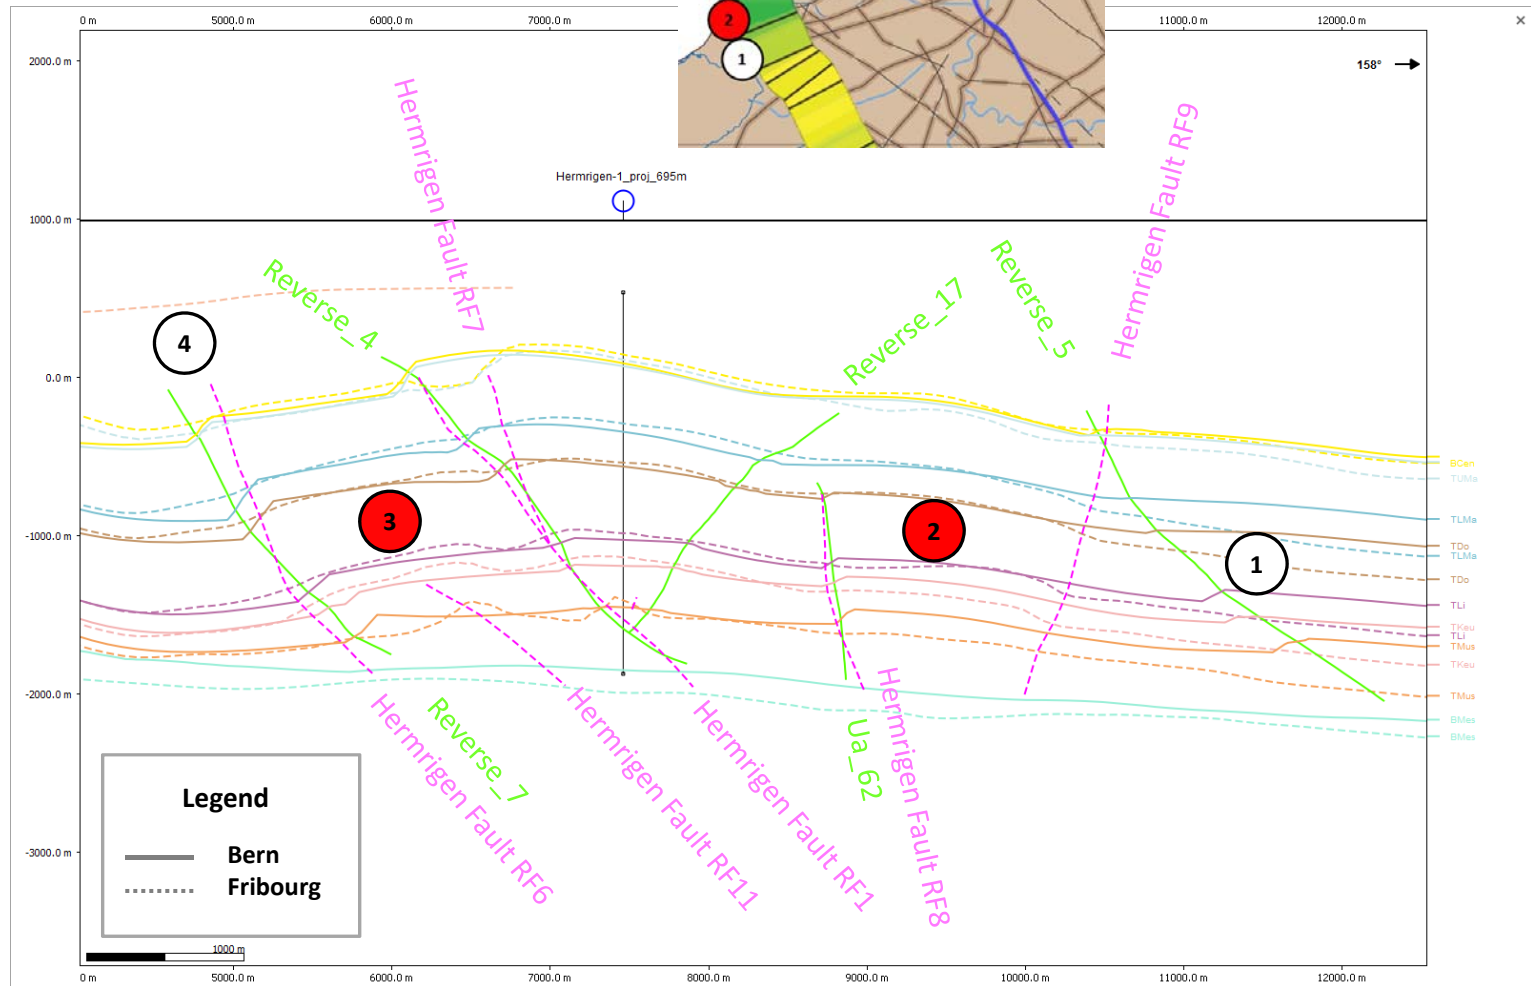 0 m
5000.0 m
6000.0 m
7000.0 m
11000.0 m
12000.0 m
×
2
1
2000.0 m
158°
Hermrigen Fault RF7
Hermrigen Fault RF9
Hermrigen-1_proj_695m
1000.0 m
Reverse_4
Reverse_17
Reverse_5
4
0.0 m
BCen
TUMa
3
2
TLMa
-1000.0 m
TDo
TLMa
1
TDo
TLi
TKeu
TLi
TMus
TKeu
-2000.0 m
TMus
BMes
BMes
Hermrigen Fault RF6
Reverse_7
Hermrigen Fault RF11
Hermrigen Fault RF1
Ua_62
Hermrigen Fault RF8
Legend
Bern
Fribourg
-3000.0 m
1000 m
0 m
5000.0 m
6000.0 m
7000.0 m
8000.0 m
9000.0 m
10000.0 m
11000.0 m
12000.0 m